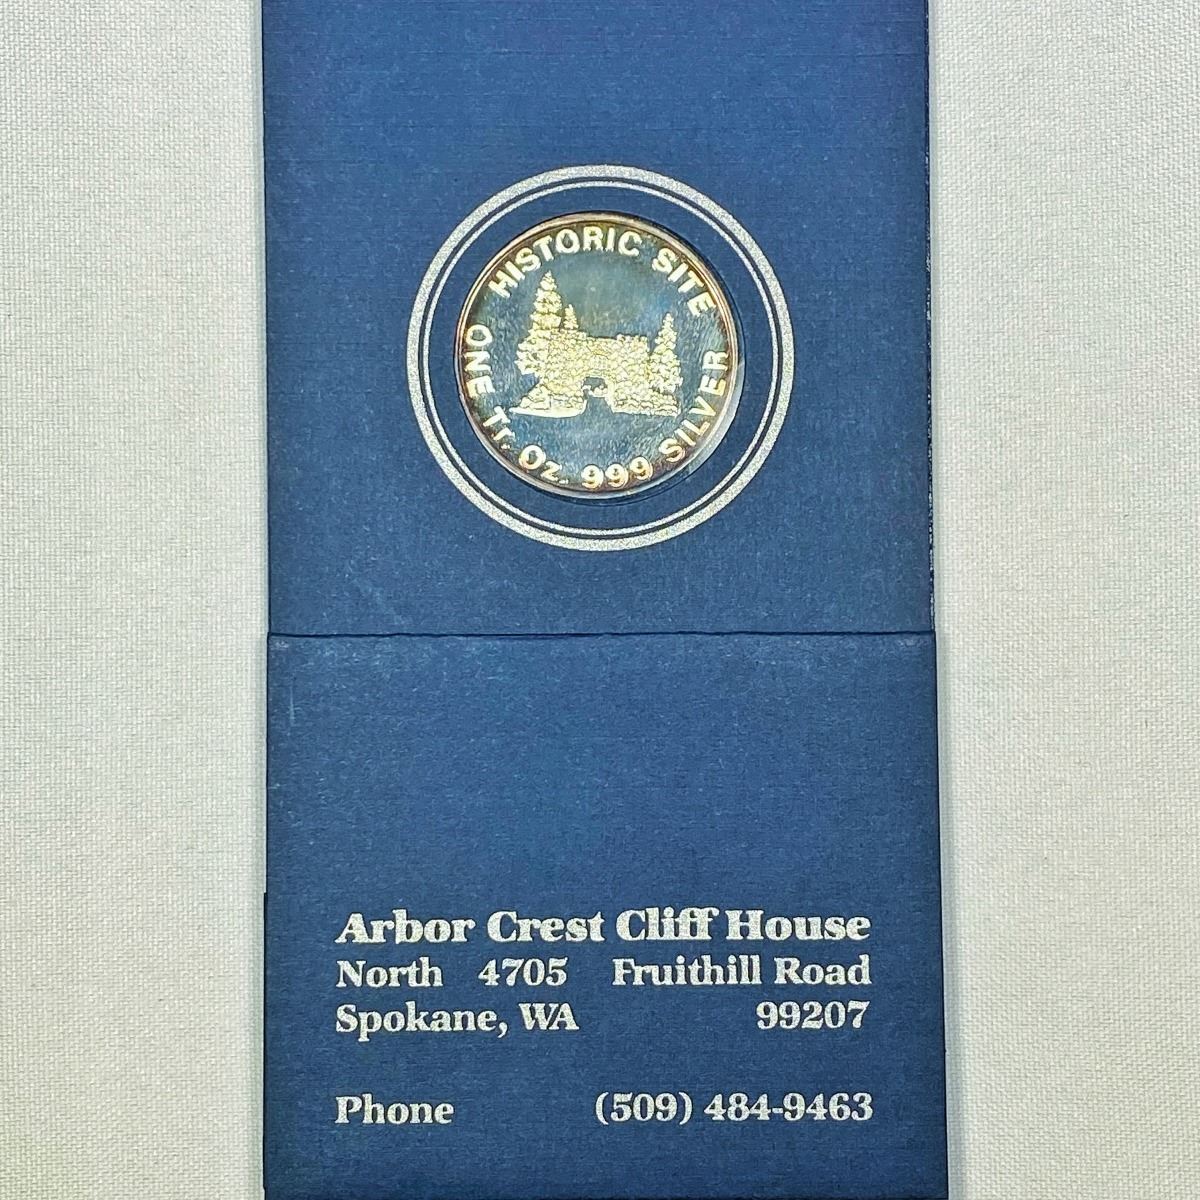 HISTORIC SITE
ONE Tr. Oz. 999 SILVER
Arbor Crest Cliff House
North 4705 Fruithill Road
Spokane, WA 99207
Phone (509) 484-9463